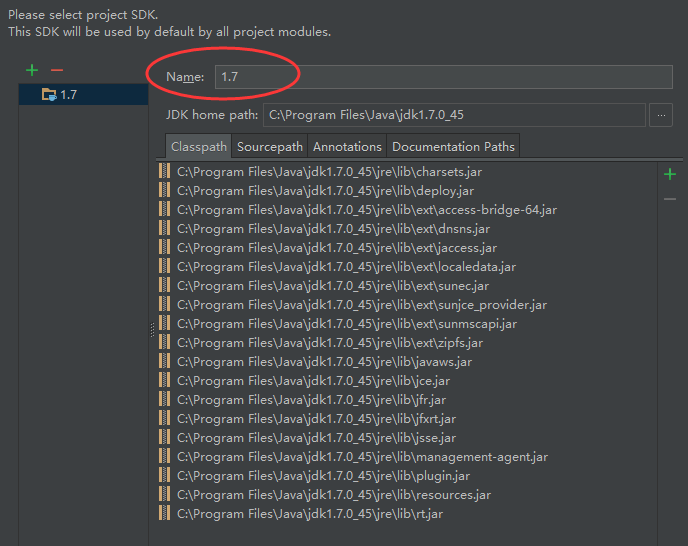 Please select project SDK.
This SDK will be used by default by all project modules.
Name: 1.7
1.7
JDK home path: C:\Program Files\Java\jdk1.7.0_45 ...
Classpath Sourcepath Annotations Documentation Paths
C:\Program Files\Java\jdk1.7.0_45\jre\lib\charsets.jar
C:\Program Files\Java\jdk1.7.0_45\jre\lib\deploy.jar
C:\Program Files\Java\jdk1.7.0_45\jre\lib\ext\access-bridge-64.jar
C:\Program Files\Java\jdk1.7.0_45\jre\lib\ext\dnsns.jar
C:\Program Files\Java\jdk1.7.0_45\jre\lib\ext\jaccess.jar
C:\Program Files\Java\jdk1.7.0_45\jre\lib\ext\localedata.jar
C:\Program Files\Java\jdk1.7.0_45\jre\lib\ext\sunec.jar
C:\Program Files\Java\jdk1.7.0_45\jre\lib\ext\sunjce_provider.jar
C:\Program Files\Java\jdk1.7.0_45\jre\lib\ext\sunmscapi.jar
C:\Program Files\Java\jdk1.7.0_45\jre\lib\ext\zipfs.jar
C:\Program Files\Java\jdk1.7.0_45\jre\lib\javaws.jar
C:\Program Files\Java\jdk1.7.0_45\jre\lib\jce.jar
C:\Program Files\Java\jdk1.7.0_45\jre\lib\jfr.jar
C:\Program Files\Java\jdk1.7.0_45\jre\lib\jfxrt.jar
C:\Program Files\Java\jdk1.7.0_45\jre\lib\jsse.jar
C:\Program Files\Java\jdk1.7.0_45\jre\lib\management-agent.jar
C:\Program Files\Java\jdk1.7.0_45\jre\lib\plugin.jar
C:\Program Files\Java\jdk1.7.0_45\jre\lib\resources.jar
C:\Program Files\Java\jdk1.7.0_45\jre\lib\rt.jar